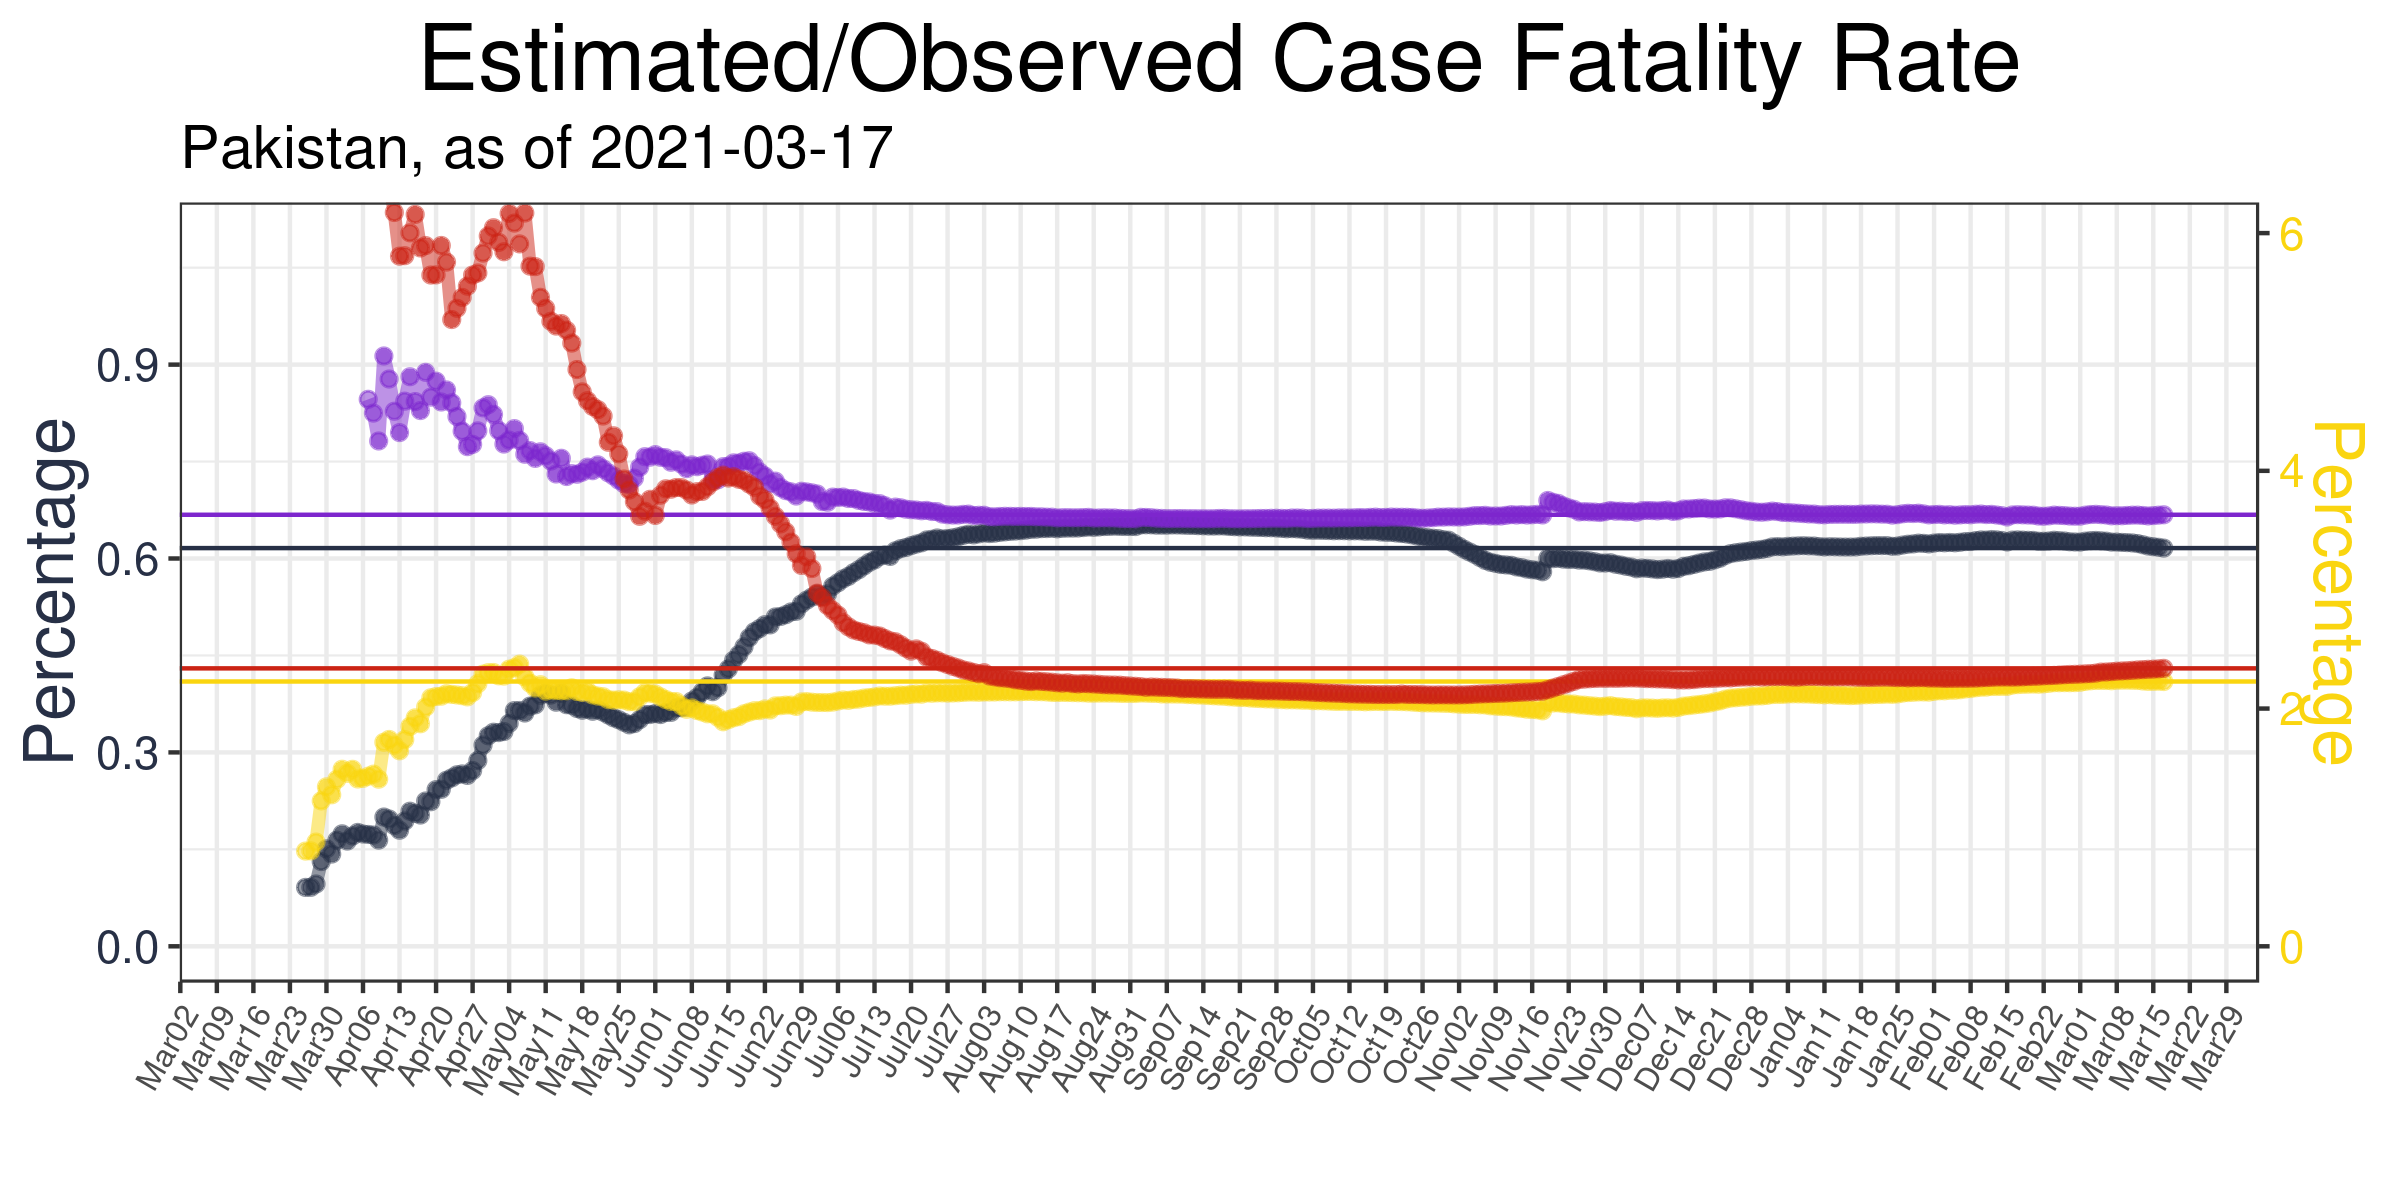 Estimated/Observed Case Fatality Rate
Pakistan, as of 2021-03-17
Percentage
0.9
0.6
0.3
0.0
6
4
2
0
Percentage
Mar02 Mar09 Mar16 Mar23 Mar30 Apr06 Apr13 Apr20 Apr27 May04 May11 May18 May25 Jun01 Jun08 Jun15 Jun22 Jun29 Jul06 Jul13 Jul20 Jul27 Aug03 Aug10 Aug17 Aug24 Aug31 Sep07 Sep14 Sep21 Sep28 Oct05 Oct12 Oct19 Oct26 Nov02 Nov09 Nov16 Nov23 Nov30 Dec07 Dec14 Dec21 Dec28 Jan04 Jan11 Jan18 Jan25 Feb01 Feb08 Feb15 Feb22 Mar01 Mar08 Mar15 Mar22 Mar29